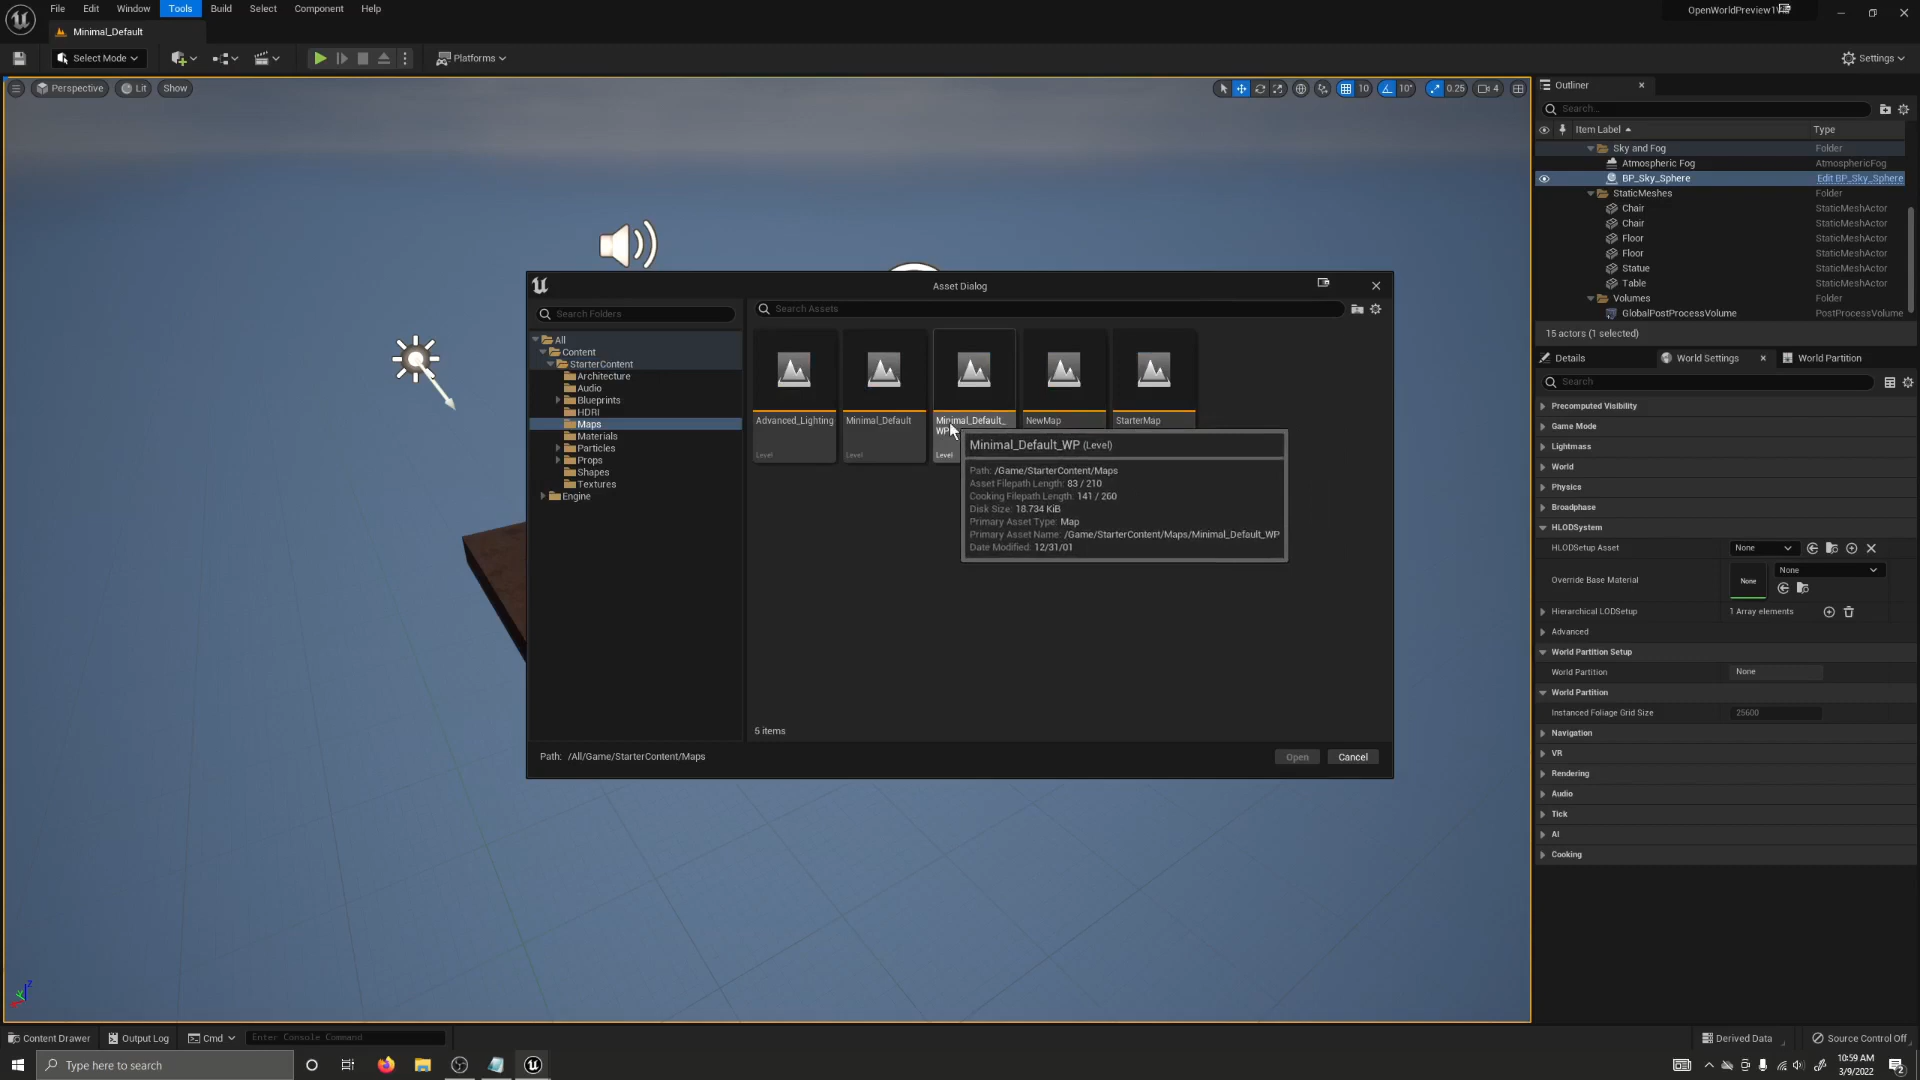 File Edit Window Tools Build Select Component Help
OpenWorldPreview1
Minimal_Default
Select Mode
Platforms
Settings
Perspective Lit Show
10 10° 0.25 4
Outliner
Search...
Item Label Type
Sky and Fog Folder
Atmospheric Fog AtmosphericFog
BP_Sky_Sphere Edit BP_Sky_Sphere
StaticMeshes Folder
Chair StaticMeshActor
Chair StaticMeshActor
Floor StaticMeshActor
Floor StaticMeshActor
Statue StaticMeshActor
Table StaticMeshActor
Volumes Folder
GlobalPostProcessVolume PostProcessVolume
15 actors (1 selected)
Details World Settings World Partition
Search
Precomputed Visibility
Game Mode
Lightmass
World
Physics
Broadphase
HLODSystem
HLODSetup Asset None
Override Base Material None None
Hierarchical LODSetup 1 Array elements
Advanced
World Partition Setup
World Partition None
World Partition
Instanced Foliage Grid Size 25600
Navigation
VR
Rendering
Audio
Tick
AI
Cooking
Asset Dialog
Search Folders
Search Assets
All
Content
StarterContent
Architecture
Audio
Blueprints
HDRI
Maps
Materials
Particles
Props
Shapes
Textures
Engine
Advanced_Lighting Minimal_Default Minimal_Default_ NewMap StarterMap
WP
Level Level Level
Minimal_Default_WP (Level)
Path: /Game/StarterContent/Maps
Asset Filepath Length: 83 / 210
Cooking Filepath Length: 141 / 260
Disk Size: 18.734 KiB
Primary Asset Type: Map
Primary Asset Name: /Game/StarterContent/Maps/Minimal_Default_WP
Date Modified: 12/31/01
5 items
Path: /All/Game/StarterContent/Maps
Open Cancel
Content Drawer Output Log Cmd Enter Console Command
Derived Data Source Control Off
Type here to search
10:59 AM
3/9/2022
2